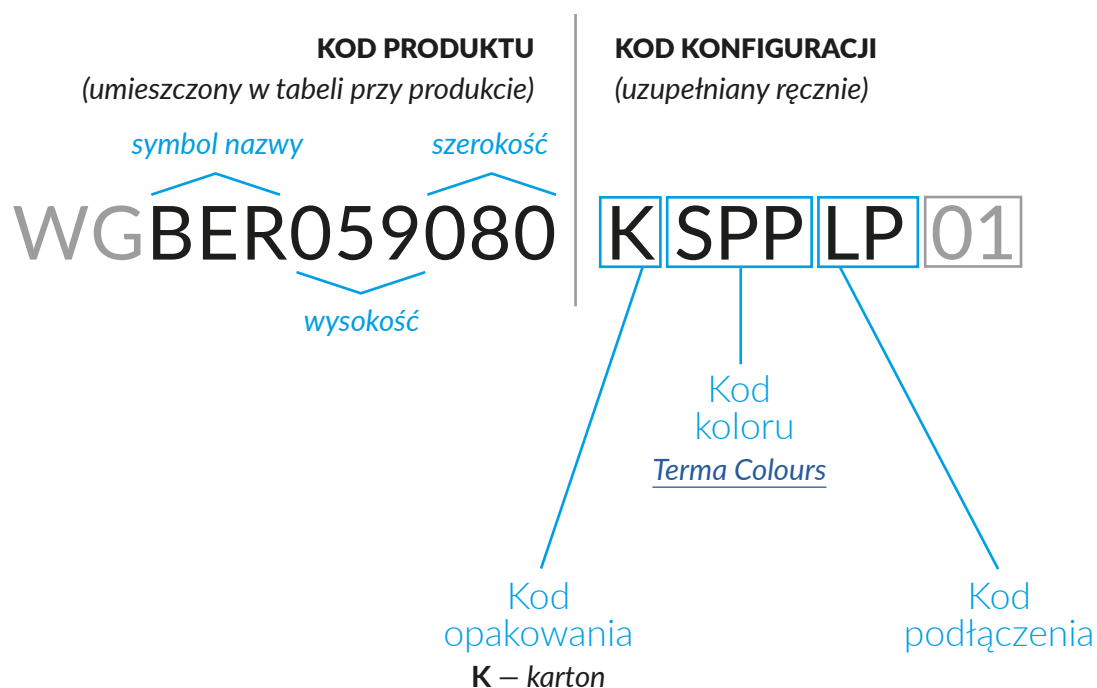 KOD PRODUKTU
(umieszczony w tabeli przy produkcie)
KOD KONFIGURACJI
(uzupełniany ręcznie)
symbol nazwy
szerokość
WGBER059080
K SPP LP 01
wysokość
Kod
koloru
Terma Colours
Kod
opakowania
K – karton
Kod
podłączenia